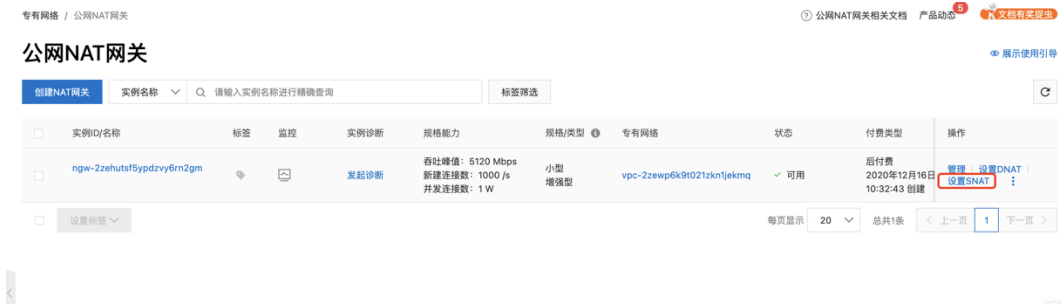 专有网络 / 公网NAT网关
公网NAT网关相关文档 产品动态 5 文档有奖捉虫
公网NAT网关
展示使用引导
创建NAT网关 实例名称 请输入实例名称进行精确查询 标签筛选
实例ID/名称 标签 监控 实例诊断 规格能力 规格/类型 专有网络 状态 付费类型 操作
ngw-2zehutsf5ypdzvy6rn2gm 发起诊断 吞吐峰值：5120 Mbps
新建连接数：1000 /s
并发连接数：1 W
小型
增强型
vpc-2zewp6k9t021zkn1jekmq 可用
后付费
2020年12月16日
10:32:43 创建
管理 设置DNAT
设置SNAT
设置标签 每页显示 20 总共1条 上一页 1 下一页